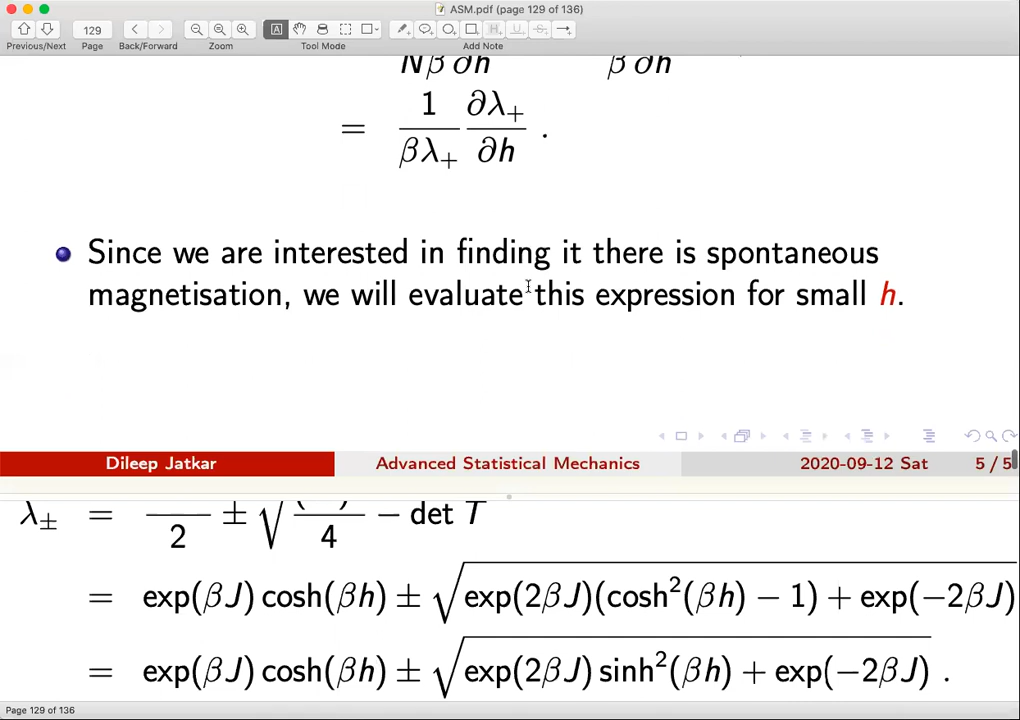 ASM.pdf (page 129 of 136)
129
Previous/Next Page Back/Forward Zoom Tool Mode Add Note
Nβ ∂h β ∂h
= 1/(βλ₊) ∂λ₊/∂h .
Since we are interested in finding it there is spontaneous
magnetisation, we will evaluate this expression for small h.
Dileep Jatkar Advanced Statistical Mechanics 2020-09-12 Sat 5 / 5
λ± = /2 ± √( )/4 − det T
= exp(βJ) cosh(βh) ± √exp(2βJ)(cosh²(βh) − 1) + exp(−2βJ)
= exp(βJ) cosh(βh) ± √exp(2βJ) sinh²(βh) + exp(−2βJ) .
Page 129 of 136